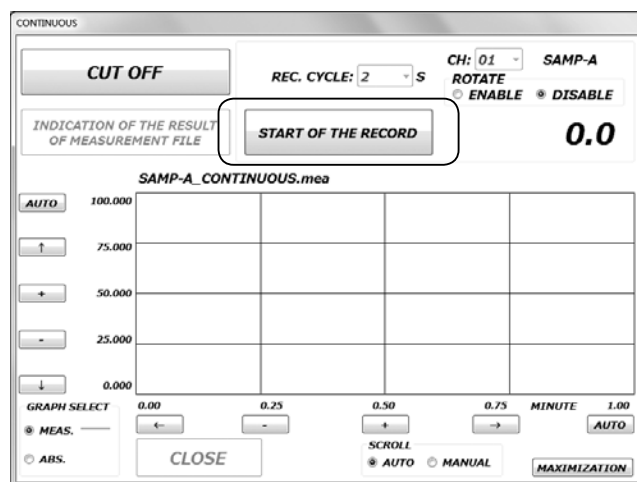 CONTINUOUS
CUT OFF
REC. CYCLE: 2 S
CH: 01 SAMP-A
ROTATE
ENABLE DISABLE
INDICATION OF THE RESULT
OF MEASUREMENT FILE
START OF THE RECORD
0.0
SAMP-A_CONTINUOUS.mea
AUTO 100.000
↑ 75.000
+ 50.000
- 25.000
↓ 0.000
GRAPH SELECT 0.00 0.25 0.50 0.75 MINUTE 1.00
MEAS. ← - + → AUTO
ABS. CLOSE
SCROLL
AUTO MANUAL
MAXIMIZATION